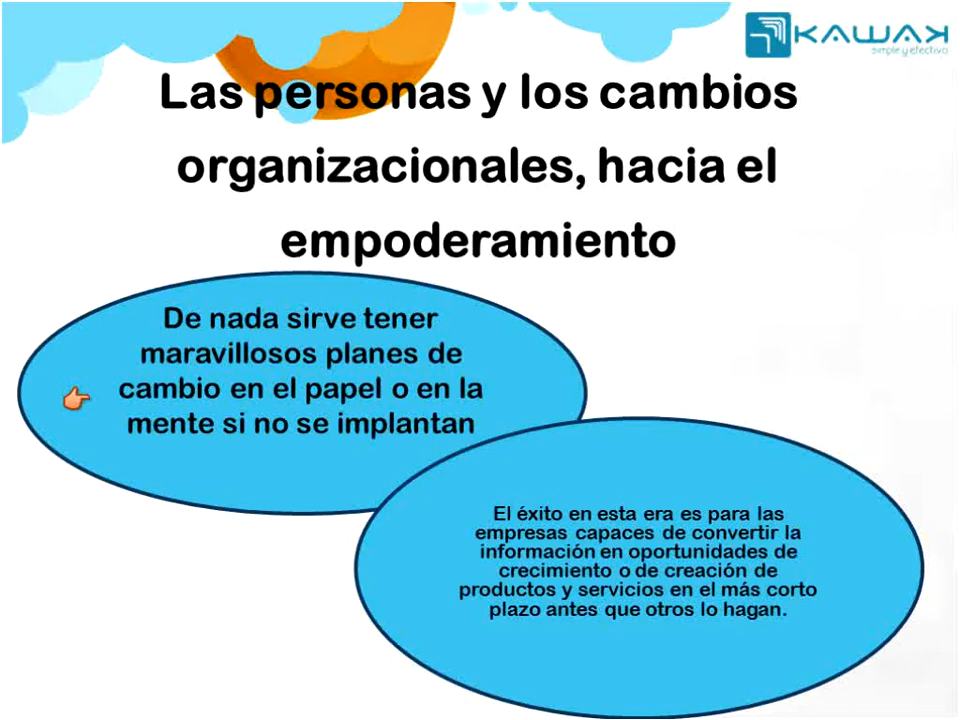 KAWAK
simple y efectivo
Las personas y los cambios
organizacionales, hacia el
empoderamiento
De nada sirve tener
maravillosos planes de
cambio en el papel o en la
mente si no se implantan
El éxito en esta era es para las
empresas capaces de convertir la
información en oportunidades de
crecimiento o de creación de
productos y servicios en el más corto
plazo antes que otros lo hagan.